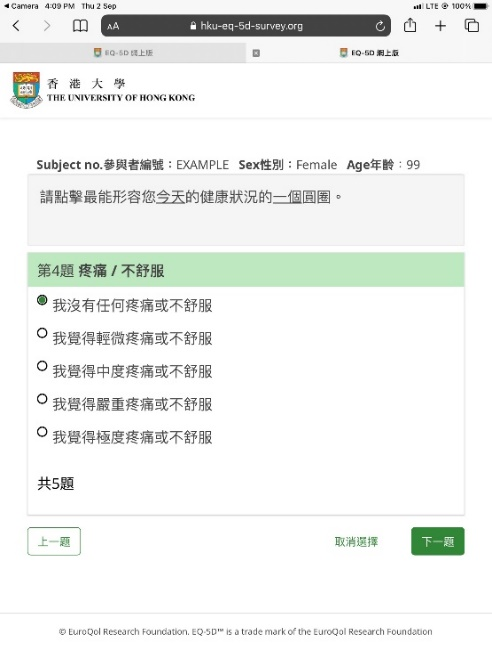 Camera 4:09 PM Thu 2 Sep LTE 100%
AA hku-eq-5d-survey.org
EQ-5D 網上版 EQ-5D 網上版
香港大學
THE UNIVERSITY OF HONG KONG
Subject no.參與者編號：EXAMPLE Sex性別：Female Age年齡：99
請點擊最能形容您今天的健康狀況的一個圓圈。
第4題 疼痛 / 不舒服
我沒有任何疼痛或不舒服
我覺得輕微疼痛或不舒服
我覺得中度疼痛或不舒服
我覺得嚴重疼痛或不舒服
我覺得極度疼痛或不舒服
共5題
上一題 取消選擇 下一題
© EuroQol Research Foundation. EQ-5D™ is a trade mark of the EuroQol Research Foundation